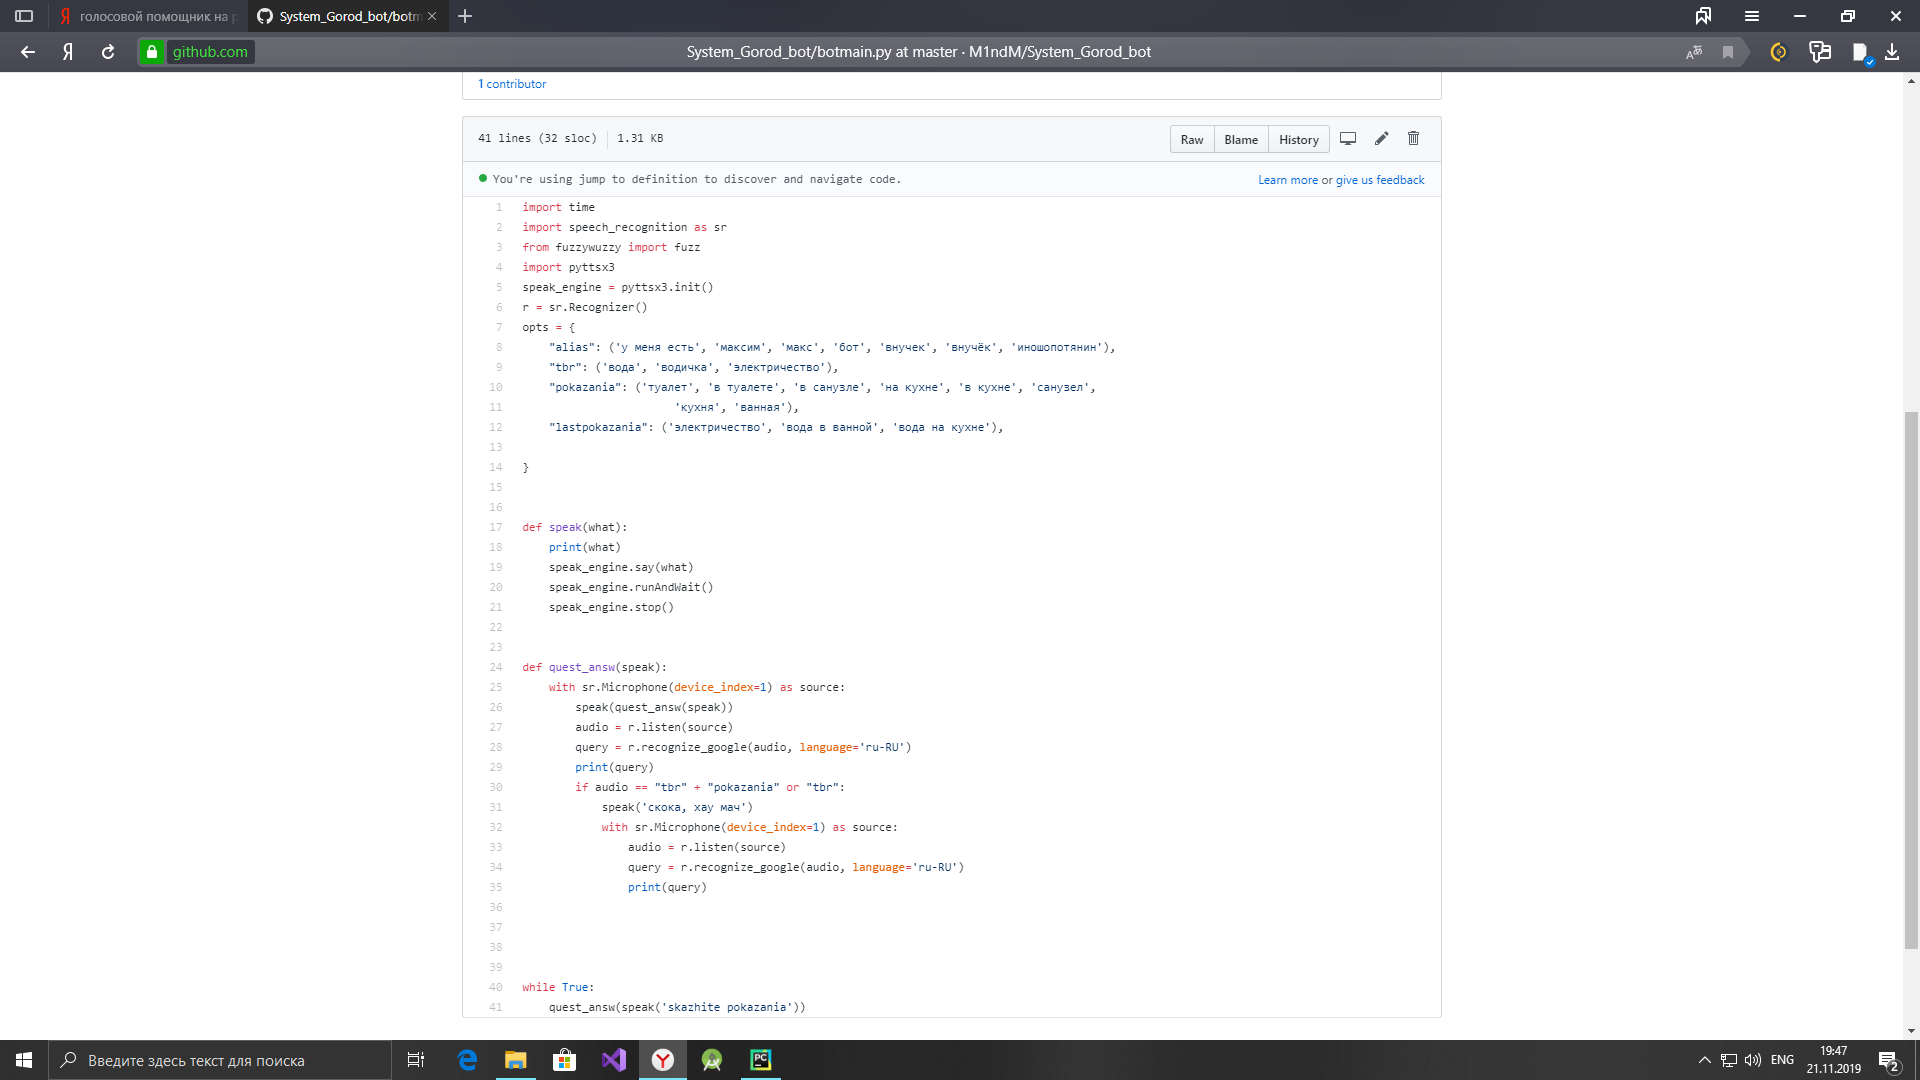 голосовой помощник на р
System_Gorod_bot/botm
github.com
System_Gorod_bot/botmain.py at master · M1ndM/System_Gorod_bot
1 contributor
41 lines (32 sloc) 1.31 KB
Raw Blame History
You're using jump to definition to discover and navigate code.
Learn more or give us feedback
1 import time
2 import speech_recognition as sr
3 from fuzzywuzzy import fuzz
4 import pyttsx3
5 speak_engine = pyttsx3.init()
6 r = sr.Recognizer()
7 opts = {
8 "alias": ('у меня есть', 'максим', 'макс', 'бот', 'внучек', 'внучёк', 'иношопотянин'),
9 "tbr": ('вода', 'водичка', 'электричество'),
10 "pokazania": ('туалет', 'в туалете', 'в санузле', 'на кухне', 'в кухне', 'санузел',
11 'кухня', 'ванная'),
12 "lastpokazania": ('электричество', 'вода в ванной', 'вода на кухне'),
13
14 }
15
16
17 def speak(what):
18 print(what)
19 speak_engine.say(what)
20 speak_engine.runAndWait()
21 speak_engine.stop()
22
23
24 def quest_answ(speak):
25 with sr.Microphone(device_index=1) as source:
26 speak(quest_answ(speak))
27 audio = r.listen(source)
28 query = r.recognize_google(audio, language='ru-RU')
29 print(query)
30 if audio == "tbr" + "pokazania" or "tbr":
31 speak('скока, хау мач')
32 with sr.Microphone(device_index=1) as source:
33 audio = r.listen(source)
34 query = r.recognize_google(audio, language='ru-RU')
35 print(query)
36
37
38
39
40 while True:
41 quest_answ(speak('skazhite pokazania'))
Введите здесь текст для поиска
ENG
19:47
21.11.2019
2